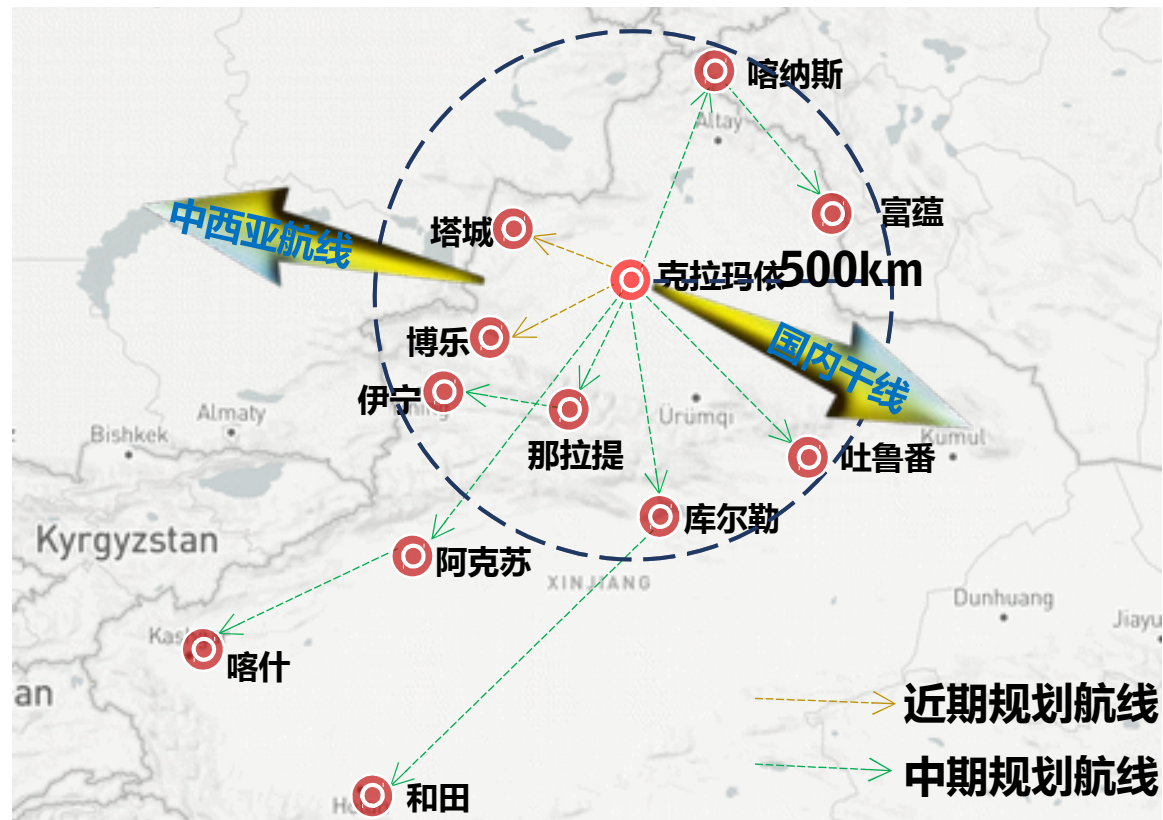 喀纳斯
Altay
富蕴
中西亚航线
塔城
克拉玛依
500km
博乐
国内干线
伊宁
Almaty
Bishkek
Ürümqi
Kumul
那拉提
吐鲁番
库尔勒
Kyrgyzstan
阿克苏
XINJIANG
Dunhuang
Jiayu
喀什
an
近期规划航线
中期规划航线
和田